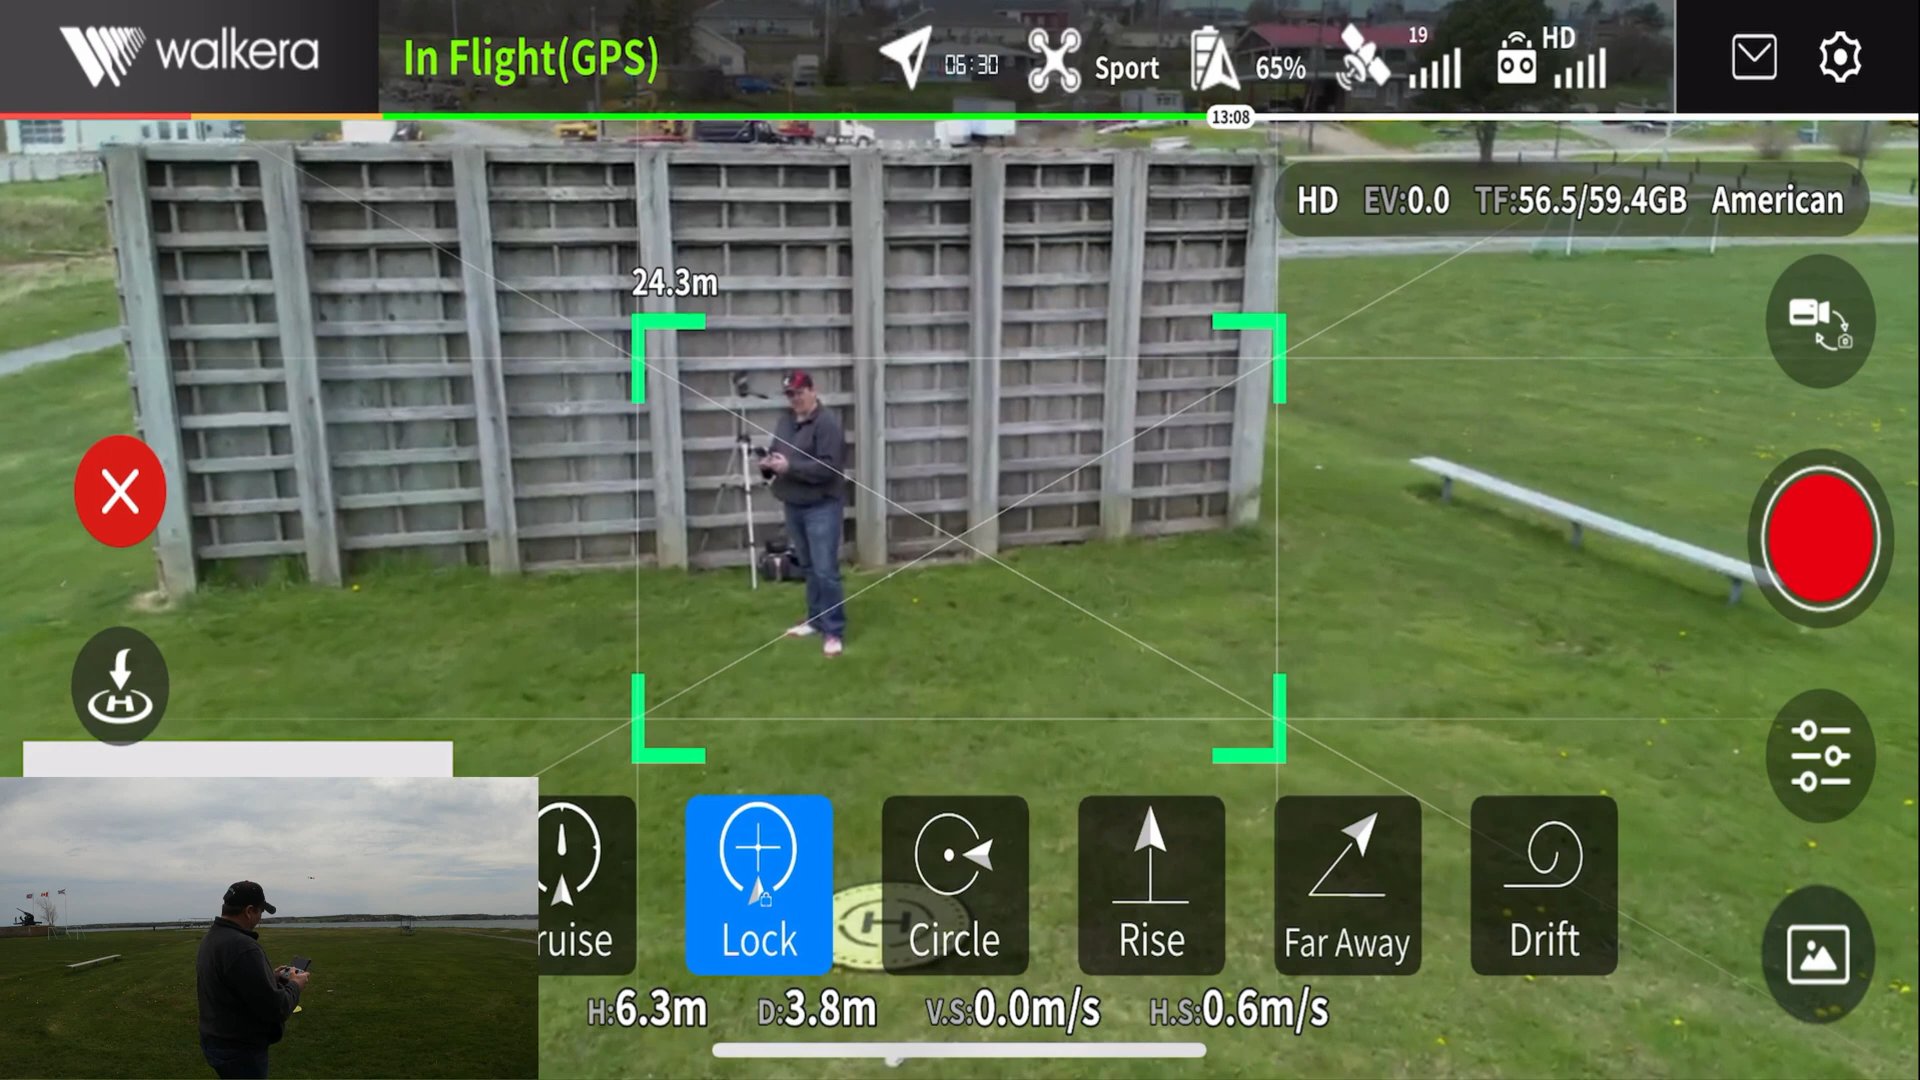 walkera
In Flight(GPS)
06:30
Sport
65%
19
HD
13:08
HD EV:0.0 TF:56.5/59.4GB American
24.3m
ruise
Lock
Circle
Rise
Far Away
Drift
H
H:6.3m D:3.8m V.S:0.0m/s H.S:0.6m/s